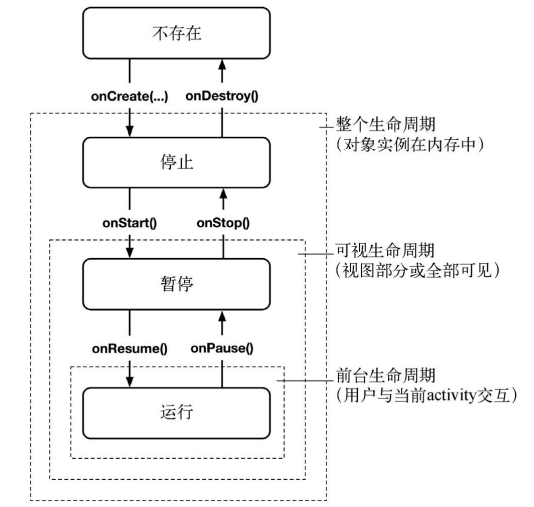 不存在
onCreate(...)
onDestroy()
整个生命周期
（对象实例在内存中）
停止
onStart()
onStop()
可视生命周期
（视图部分或全部可见）
暂停
onResume()
onPause()
前台生命周期
（用户与当前activity交互）
运行